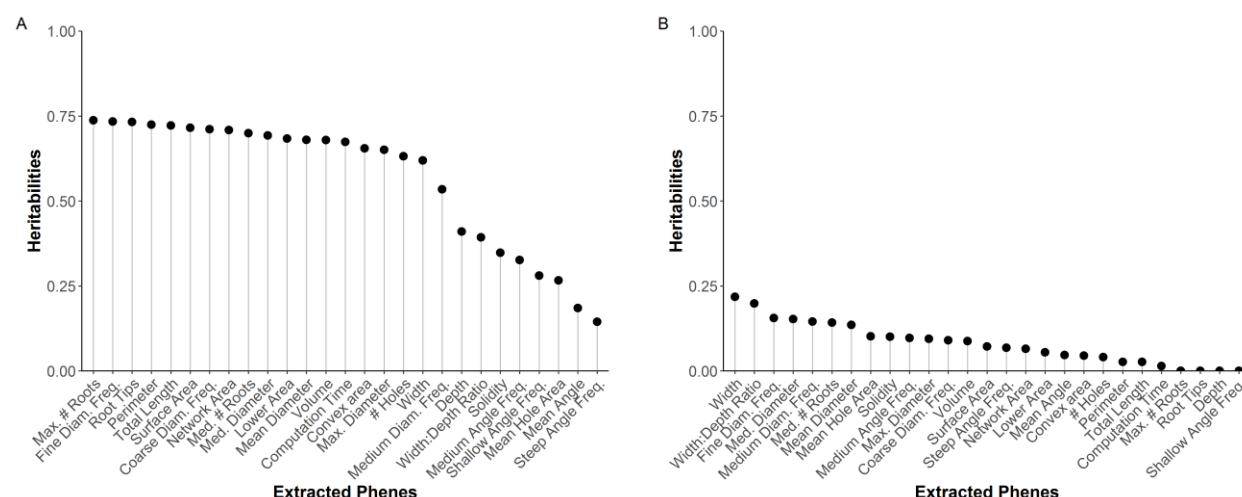 A
1.00
0.75
0.50
0.25
0.00
Heritabilities
Max. # Roots
Fine Diam. Freq.
Root Tips
Perimeter
Total Length
Surface Area
Coarse Diam. Freq.
Network Area
Med. # Roots
Med. Diameter
Lower Area
Mean Diameter
Volume
Computation Time
Convex area
Max. Diameter
# Holes
Width
Medium Diam. Freq.
Depth
Width:Depth Ratio
Solidity
Medium Angle Freq.
Shallow Angle Freq.
Mean Hole Area
Mean Angle
Steep Angle Freq.
Extracted Phenes
B
1.00
0.75
0.50
0.25
0.00
Heritabilities
Width
Width:Depth Ratio
Fine Diam. Freq.
Med. Diameter
Medium Diam. Freq.
Med. # Roots
Mean Diameter
Mean Hole Area
Solidity
Medium Angle Freq.
Max. Diameter
Coarse Diam. Freq.
Volume
Surface Area
Steep Angle Freq.
Network Area
Lower Area
Mean Angle
Convex area
# Holes
Perimeter
Total Length
Computation Time
Max. # Roots
Root Tips
Depth
Shallow Angle Freq
Extracted Phenes